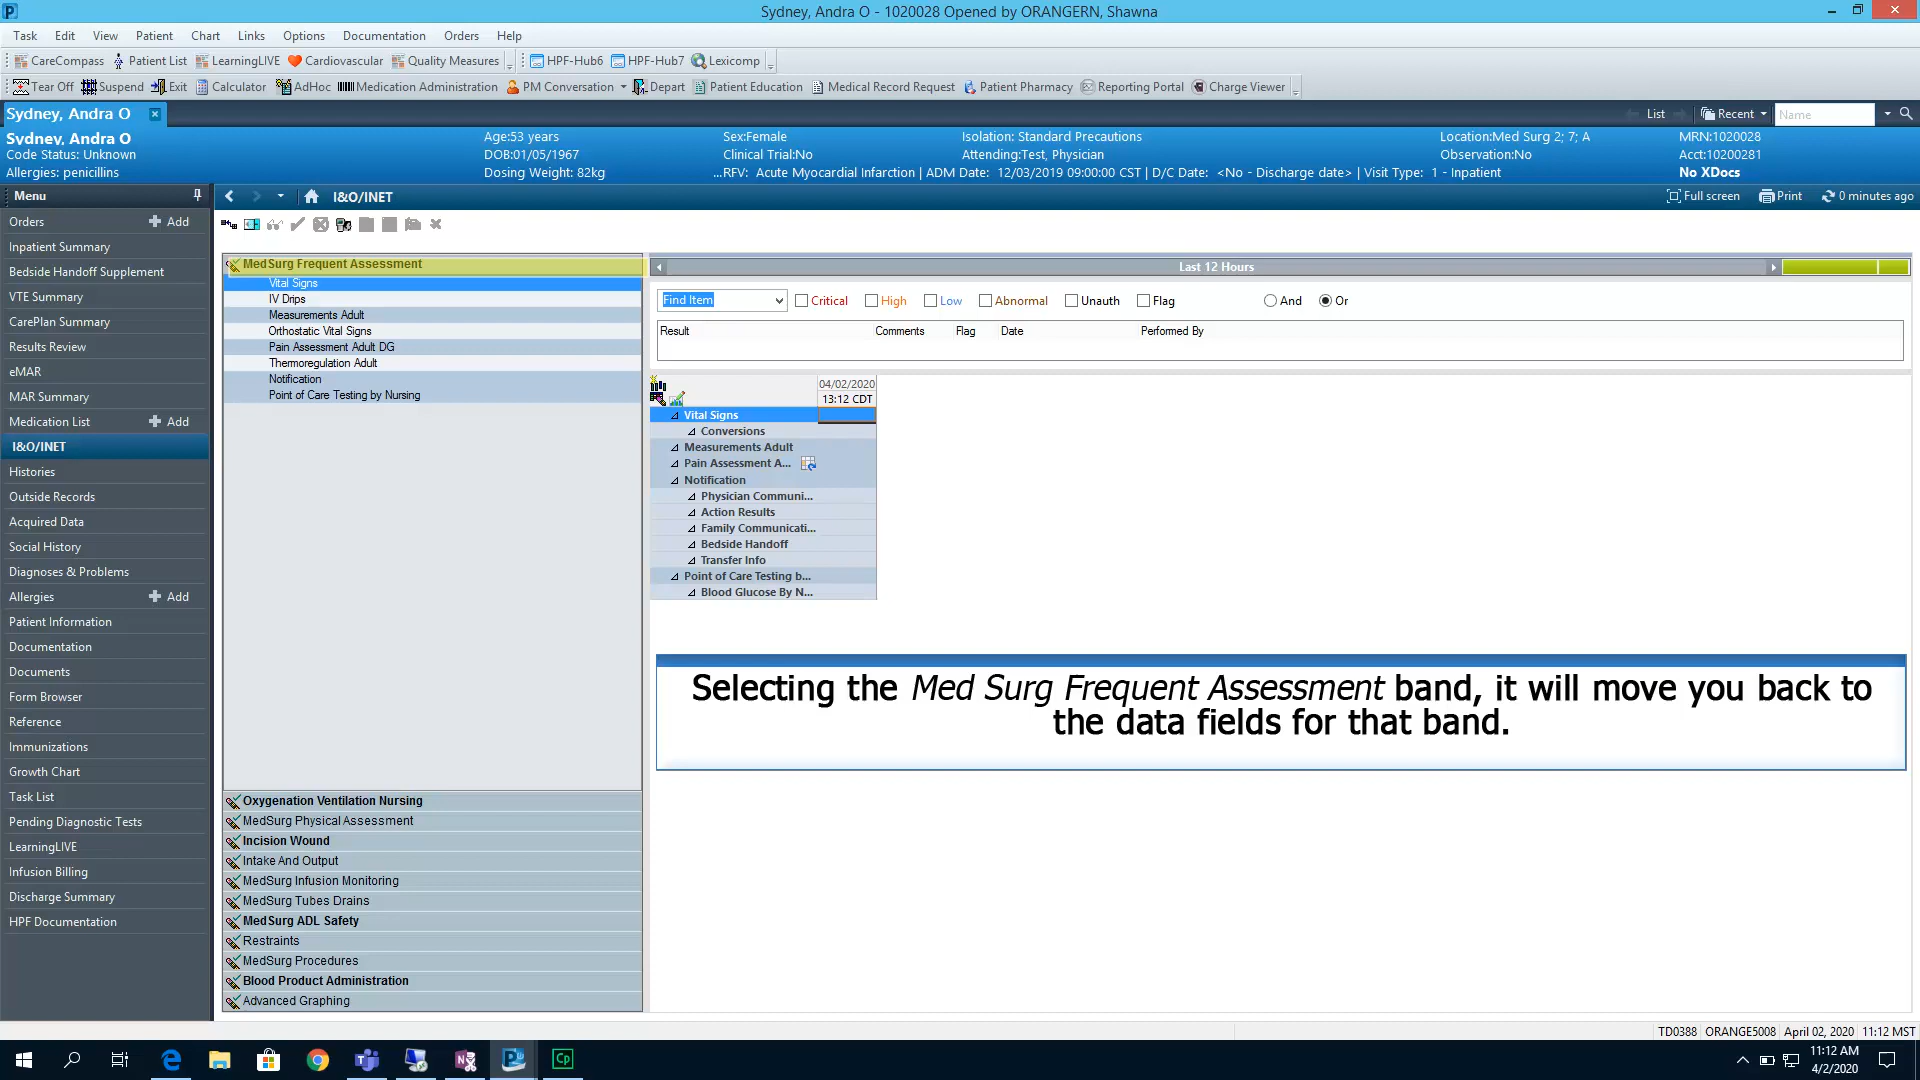 Sydney, Andra O - 1020028 Opened by ORANGERN, Shawna
Task Edit View Patient Chart Links Options Documentation Orders Help
CareCompass Patient List LearningLIVE Cardiovascular Quality Measures HPF-Hub6 HPF-Hub7 Lexicomp
Tear Off Suspend Exit Calculator AdHoc Medication Administration PM Conversation Depart Patient Education Medical Record Request Patient Pharmacy Reporting Portal Charge Viewer
Sydney, Andra O List Recent Name
Sydney, Andra O Age:53 years Sex:Female Isolation: Standard Precautions Location:Med Surg 2; 7; A MRN:1020028
Code Status: Unknown DOB:01/05/1967 Clinical Trial:No Attending:Test, Physician Observation:No Acct:10200281
Allergies: penicillins Dosing Weight: 82kg ...RFV: Acute Myocardial Infarction | ADM Date: 12/03/2019 09:00:00 CST | D/C Date: <No - Discharge date> | Visit Type: 1 - Inpatient No XDocs
Menu I&O/INET Full screen Print 0 minutes ago
Orders Add
Inpatient Summary
Bedside Handoff Supplement
VTE Summary
CarePlan Summary
Results Review
eMAR
MAR Summary
Medication List Add
I&O/INET
Histories
Outside Records
Acquired Data
Social History
Diagnoses & Problems
Allergies Add
Patient Information
Documentation
Documents
Form Browser
Reference
Immunizations
Growth Chart
Task List
Pending Diagnostic Tests
LearningLIVE
Infusion Billing
Discharge Summary
HPF Documentation
MedSurg Frequent Assessment
Vital Signs
IV Drips
Measurements Adult
Orthostatic Vital Signs
Pain Assessment Adult DG
Thermoregulation Adult
Notification
Point of Care Testing by Nursing
Oxygenation Ventilation Nursing
MedSurg Physical Assessment
Incision Wound
Intake And Output
MedSurg Infusion Monitoring
MedSurg Tubes Drains
MedSurg ADL Safety
Restraints
MedSurg Procedures
Blood Product Administration
Advanced Graphing
Last 12 Hours
Find Item Critical High Low Abnormal Unauth Flag And Or
Result Comments Flag Date Performed By
04/02/2020
13:12 CDT
Vital Signs
Conversions
Measurements Adult
Pain Assessment A...
Notification
Physician Communi...
Action Results
Family Communicati...
Bedside Handoff
Transfer Info
Point of Care Testing b...
Blood Glucose By N...
Selecting the Med Surg Frequent Assessment band, it will move you back to
the data fields for that band.
TD0388 ORANGE5008 April 02, 2020 11:12 MST
11:12 AM
4/2/2020